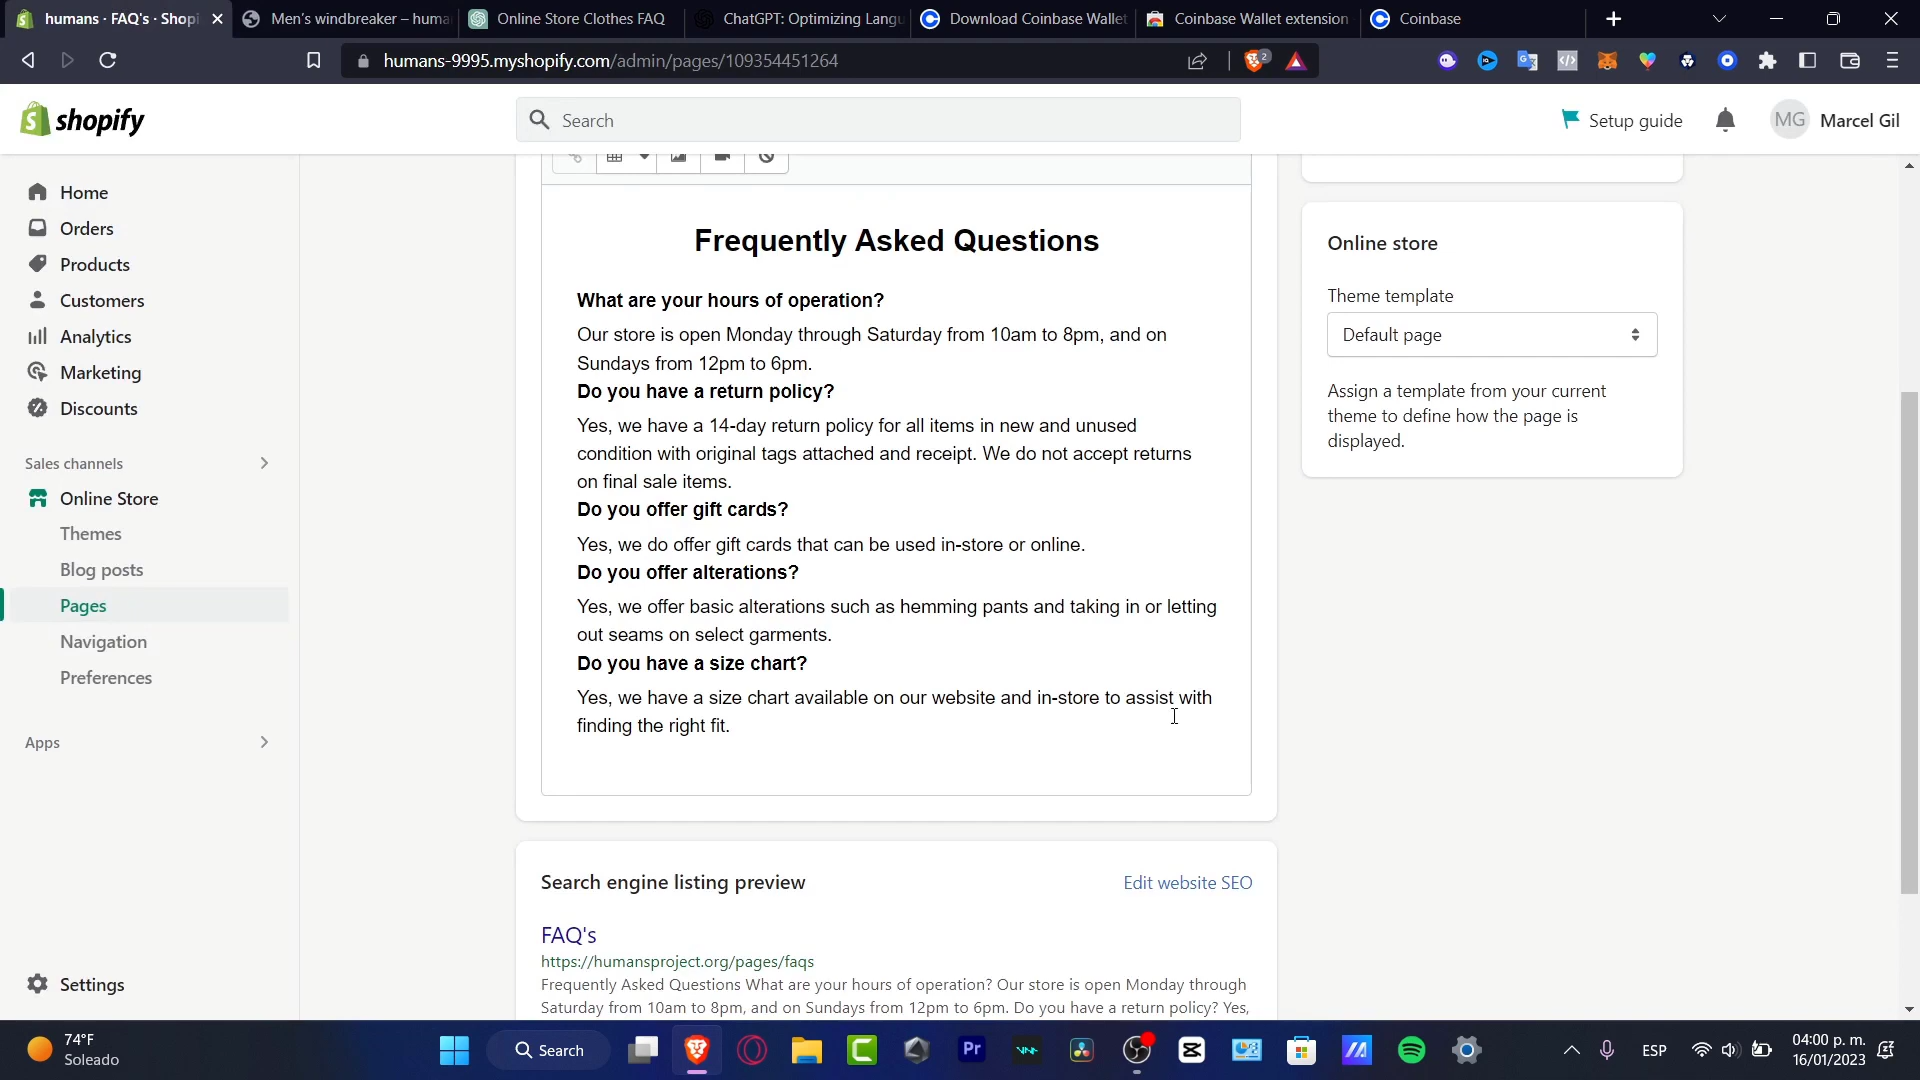 humans · FAQ's · Shopi
Men's windbreaker – huma
Online Store Clothes FAQ
ChatGPT: Optimizing Langu
Download Coinbase Wallet
Coinbase Wallet extension
Coinbase
humans-9995.myshopify.com/admin/pages/109354451264
2
shopify
Search
Setup guide
MG
Marcel Gil
Home
Orders
Products
Customers
Analytics
Marketing
Discounts
Sales channels
Online Store
Themes
Blog posts
Pages
Navigation
Preferences
Apps
Settings
Frequently Asked Questions
What are your hours of operation?
Our store is open Monday through Saturday from 10am to 8pm, and on
Sundays from 12pm to 6pm.
Do you have a return policy?
Yes, we have a 14-day return policy for all items in new and unused
condition with original tags attached and receipt. We do not accept returns
on final sale items.
Do you offer gift cards?
Yes, we do offer gift cards that can be used in-store or online.
Do you offer alterations?
Yes, we offer basic alterations such as hemming pants and taking in or letting
out seams on select garments.
Do you have a size chart?
Yes, we have a size chart available on our website and in-store to assist with
finding the right fit.
Online store
Theme template
Default page
Assign a template from your current
theme to define how the page is
displayed.
Search engine listing preview
Edit website SEO
FAQ's
https://humansproject.org/pages/faqs
Frequently Asked Questions What are your hours of operation? Our store is open Monday through
Saturday from 10am to 8pm, and on Sundays from 12pm to 6pm. Do you have a return policy? Yes,
74°F
Soleado
Search
Pr
ESP
04:00 p. m.
16/01/2023